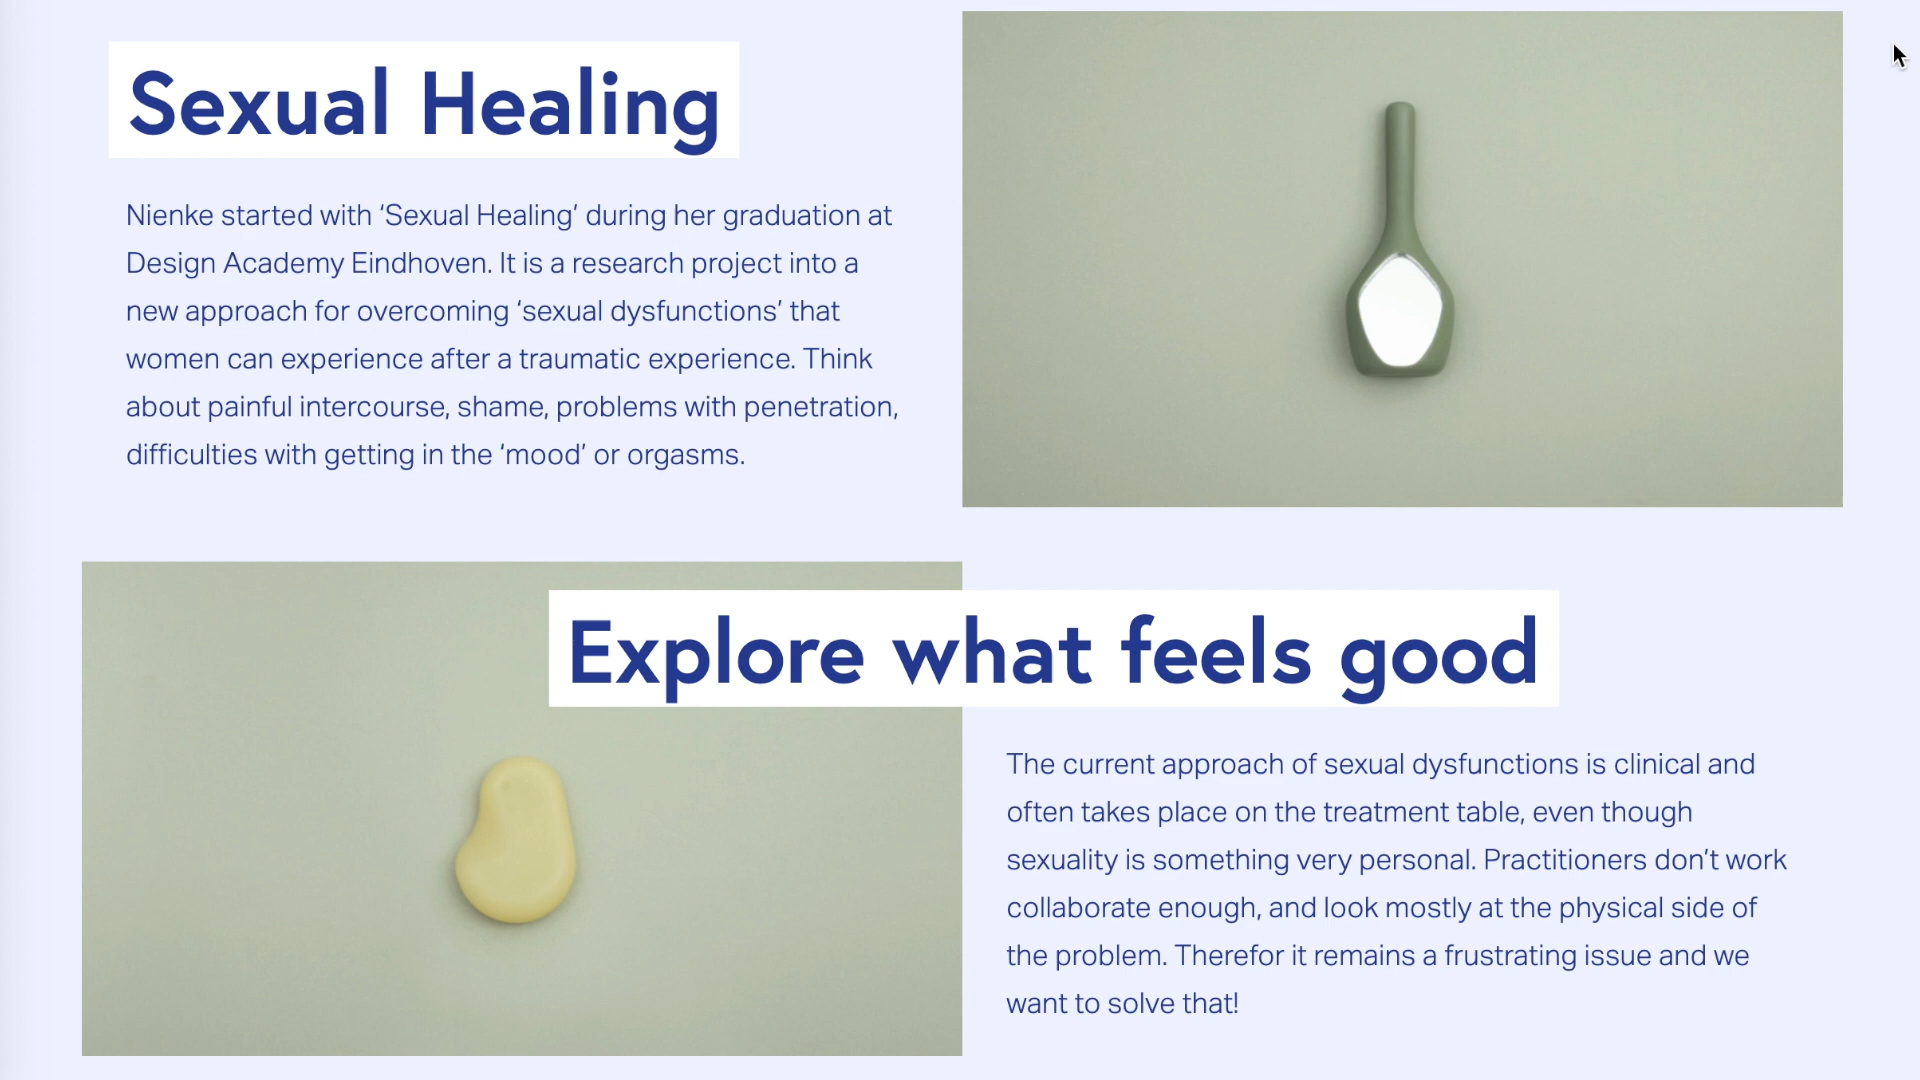 Sexual Healing
Nienke started with ‘Sexual Healing’ during her graduation at
Design Academy Eindhoven. It is a research project into a
new approach for overcoming ‘sexual dysfunctions’ that
women can experience after a traumatic experience. Think
about painful intercourse, shame, problems with penetration,
difficulties with getting in the ‘mood’ or orgasms.
Explore what feels good
The current approach of sexual dysfunctions is clinical and
often takes place on the treatment table, even though
sexuality is something very personal. Practitioners don’t work
collaborate enough, and look mostly at the physical side of
the problem. Therefor it remains a frustrating issue and we
want to solve that!